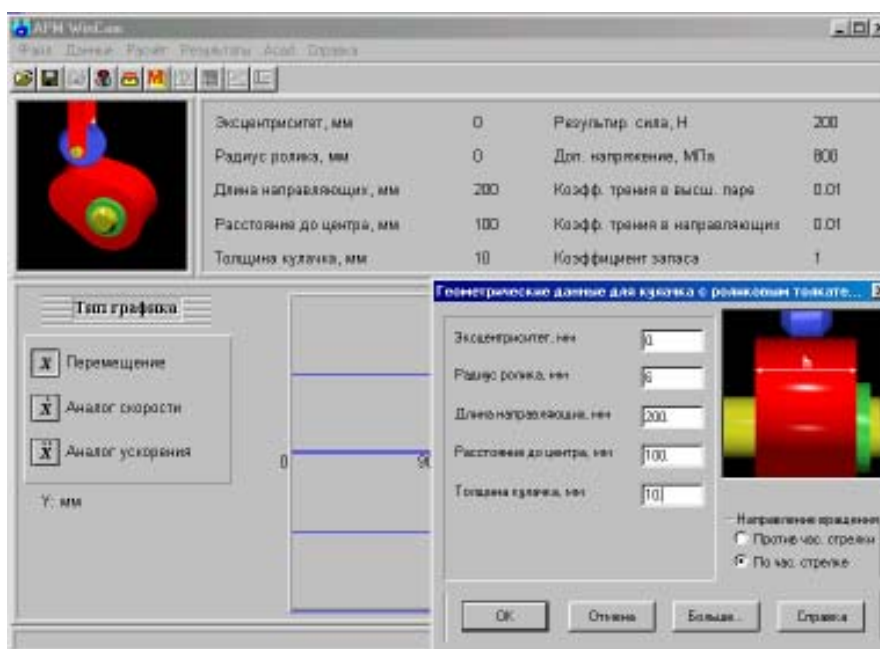 APM WinCam
Файл Данные Расчёт Результаты Асоd Справка
Эксцентриситет, мм 0 Результир. сила, Н 200
Радиус ролика, мм 0 Доп. напряжение, МПа 800
Длина направляющих, мм 200 Коэфф. трения в высш. паре 0.01
Расстояние до центра, мм 100 Коэфф. трения в направляющих 0.01
Толщина кулачка, мм 10 Коэффициент запаса 1
Тип графика
Перемещение
Аналог скорости
Аналог ускорения
Y: мм
0
90
Геометрические данные для кулачка с роликовым толкате...
Эксцентриситет, мм 0.
Радиус ролика, мм 6
Длина направляющих, мм 200.
Расстояние до центра, мм 100.
Толщина кулачка, мм 10.
h
Направление вращения
Против час. стрелки
По час. стрелке
OK Отмена Больше... Справка